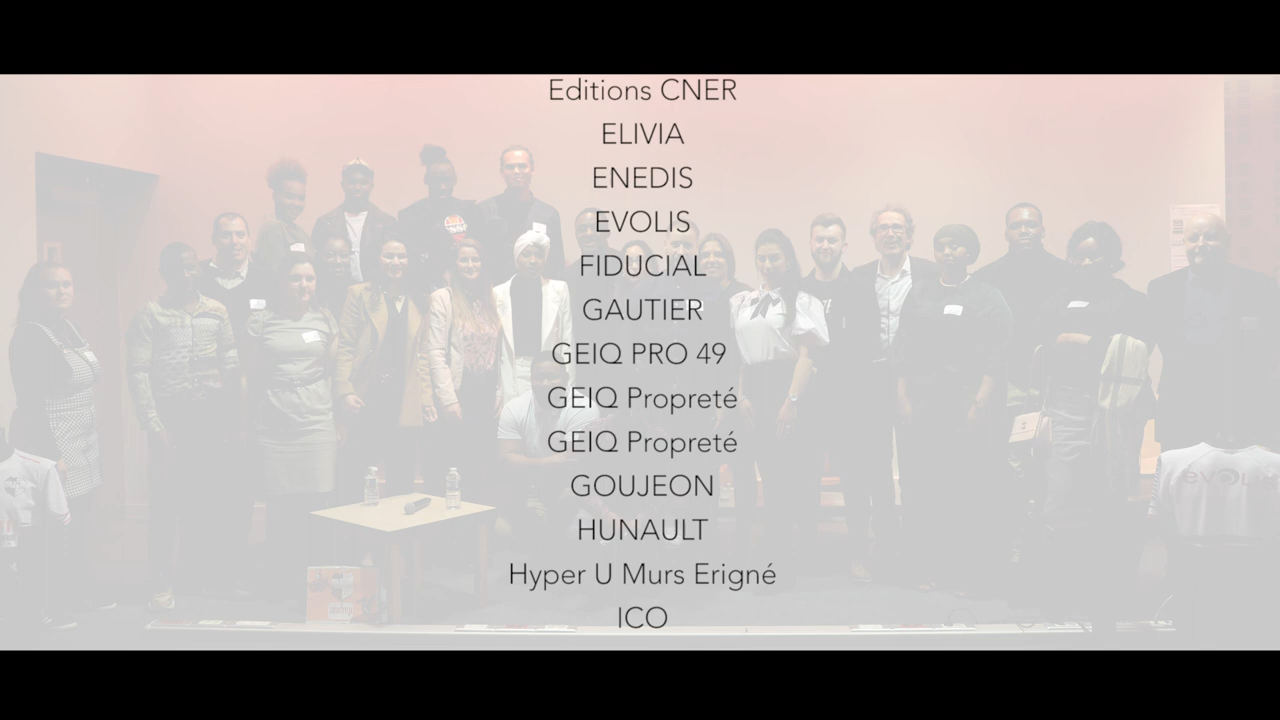 Editions CNER
ELIVIA
ENEDIS
EVOLIS
FIDUCIAL
GAUTIER
GEIQ PRO 49
GEIQ Propreté
GEIQ Propreté
GOUJEON
HUNAULT
Hyper U Murs Erigné
ICO
evolis